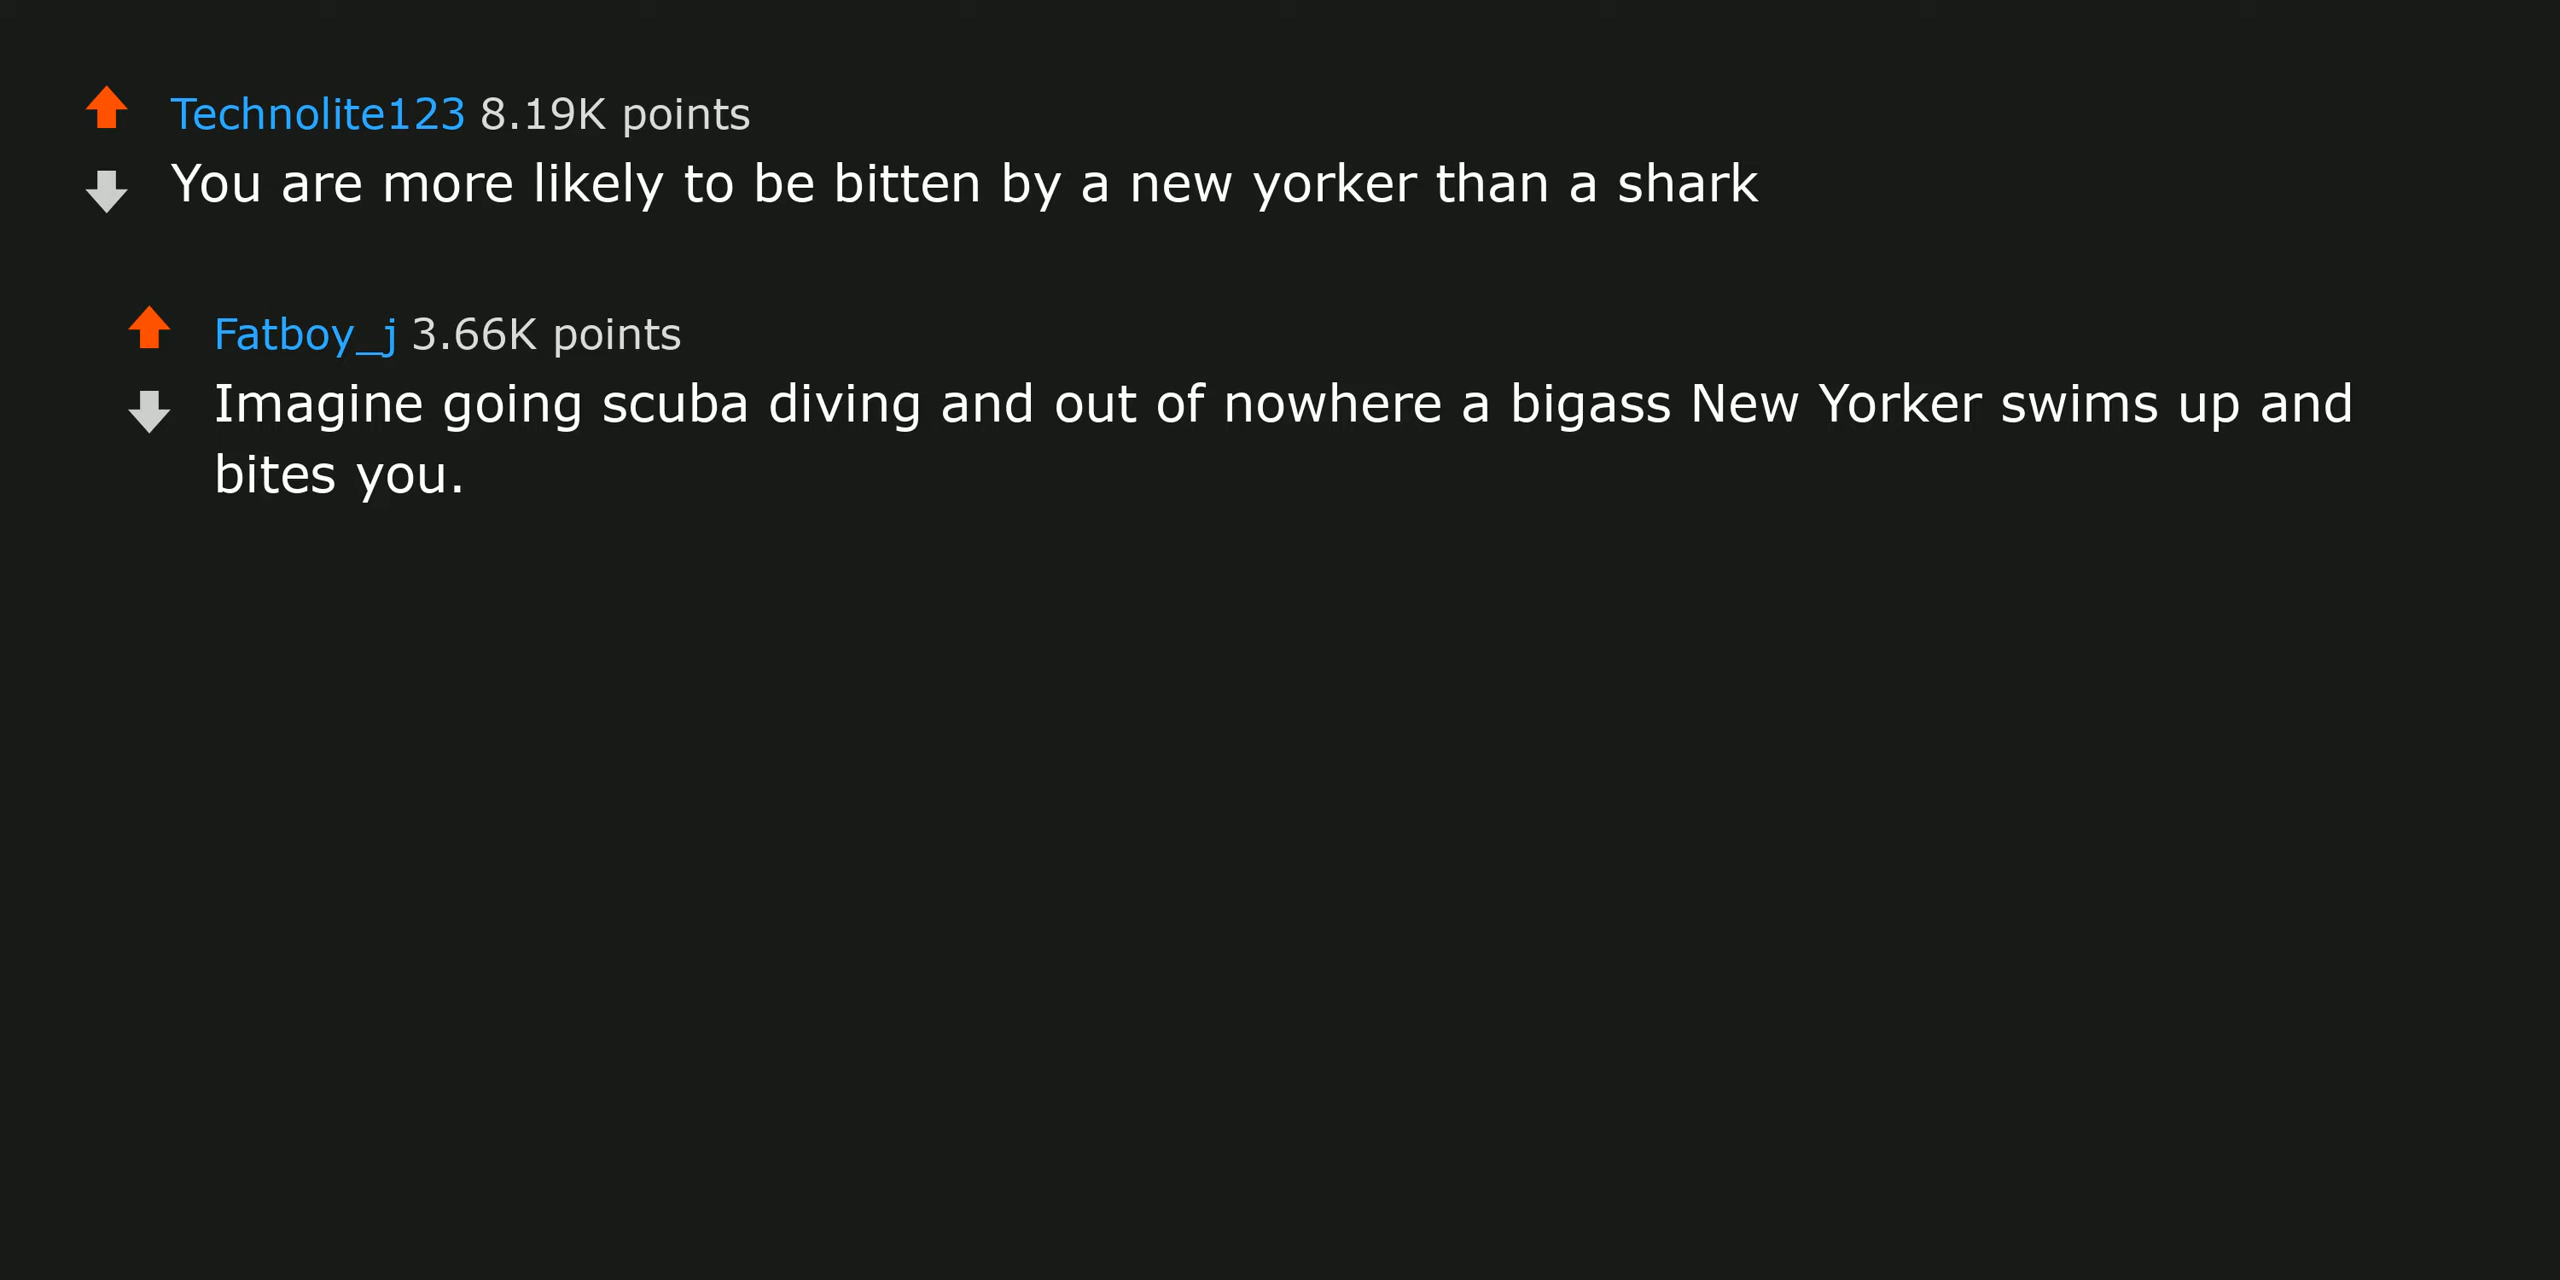 Technolite123 8.19K points
You are more likely to be bitten by a new yorker than a shark
Fatboy_j 3.66K points
Imagine going scuba diving and out of nowhere a bigass New Yorker swims up and
bites you.